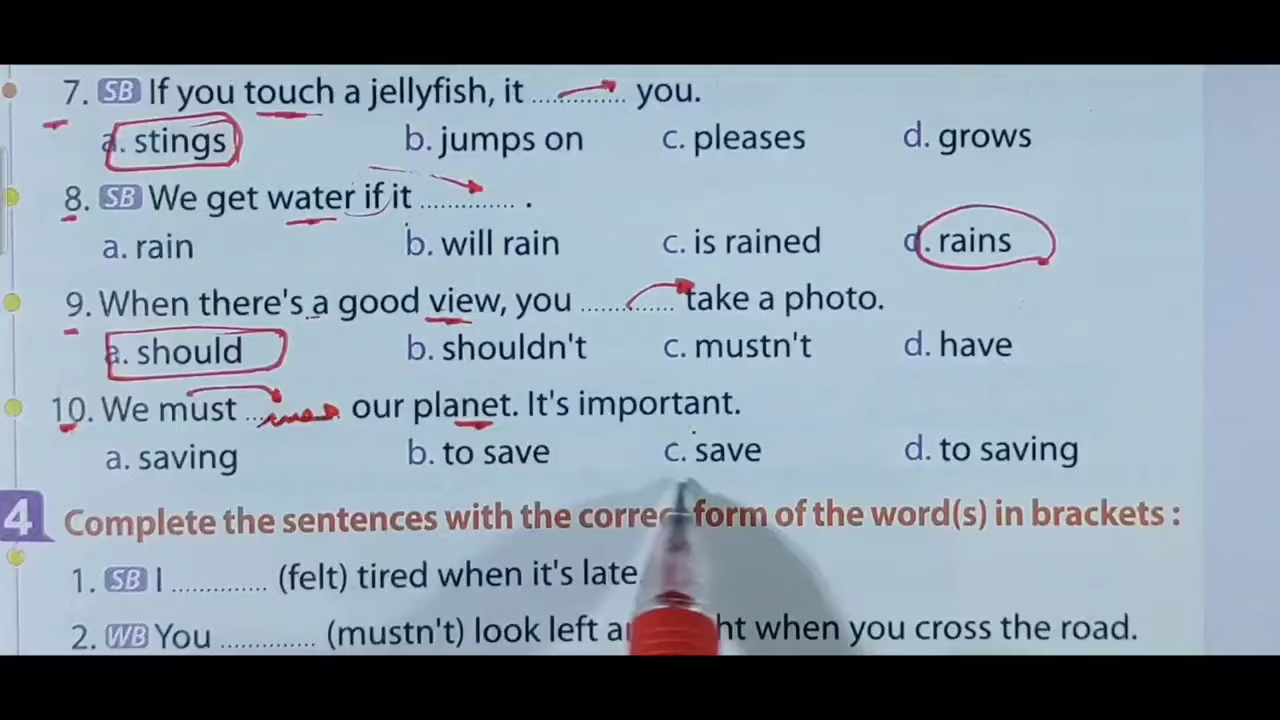 7. SB If you touch a jellyfish, it ............ you.
a. stings b. jumps on c. pleases d. grows
8. SB We get water if it ............ .
a. rain b. will rain c. is rained d. rains
9. When there's a good view, you ............ take a photo.
a. should b. shouldn't c. mustn't d. have
10. We must ............ our planet. It's important.
a. saving b. to save c. save d. to saving
4 Complete the sentences with the correc form of the word(s) in brackets :
1. SB I ............ (felt) tired when it's late
2. WB You ............ (mustn't) look left a ht when you cross the road.